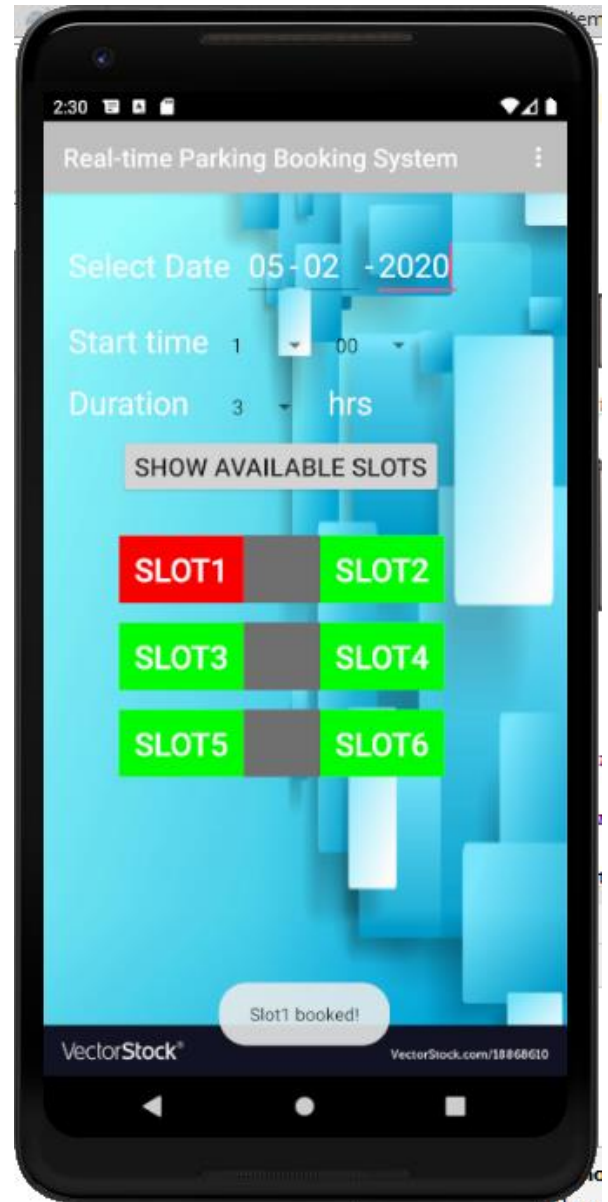 2:30
Real-time Parking Booking System
Select Date 05 - 02 - 2020
Start time 1 00
Duration 3 hrs
SHOW AVAILABLE SLOTS
SLOT1 SLOT2
SLOT3 SLOT4
SLOT5 SLOT6
Slot1 booked!
VectorStock® VectorStock.com/18868610